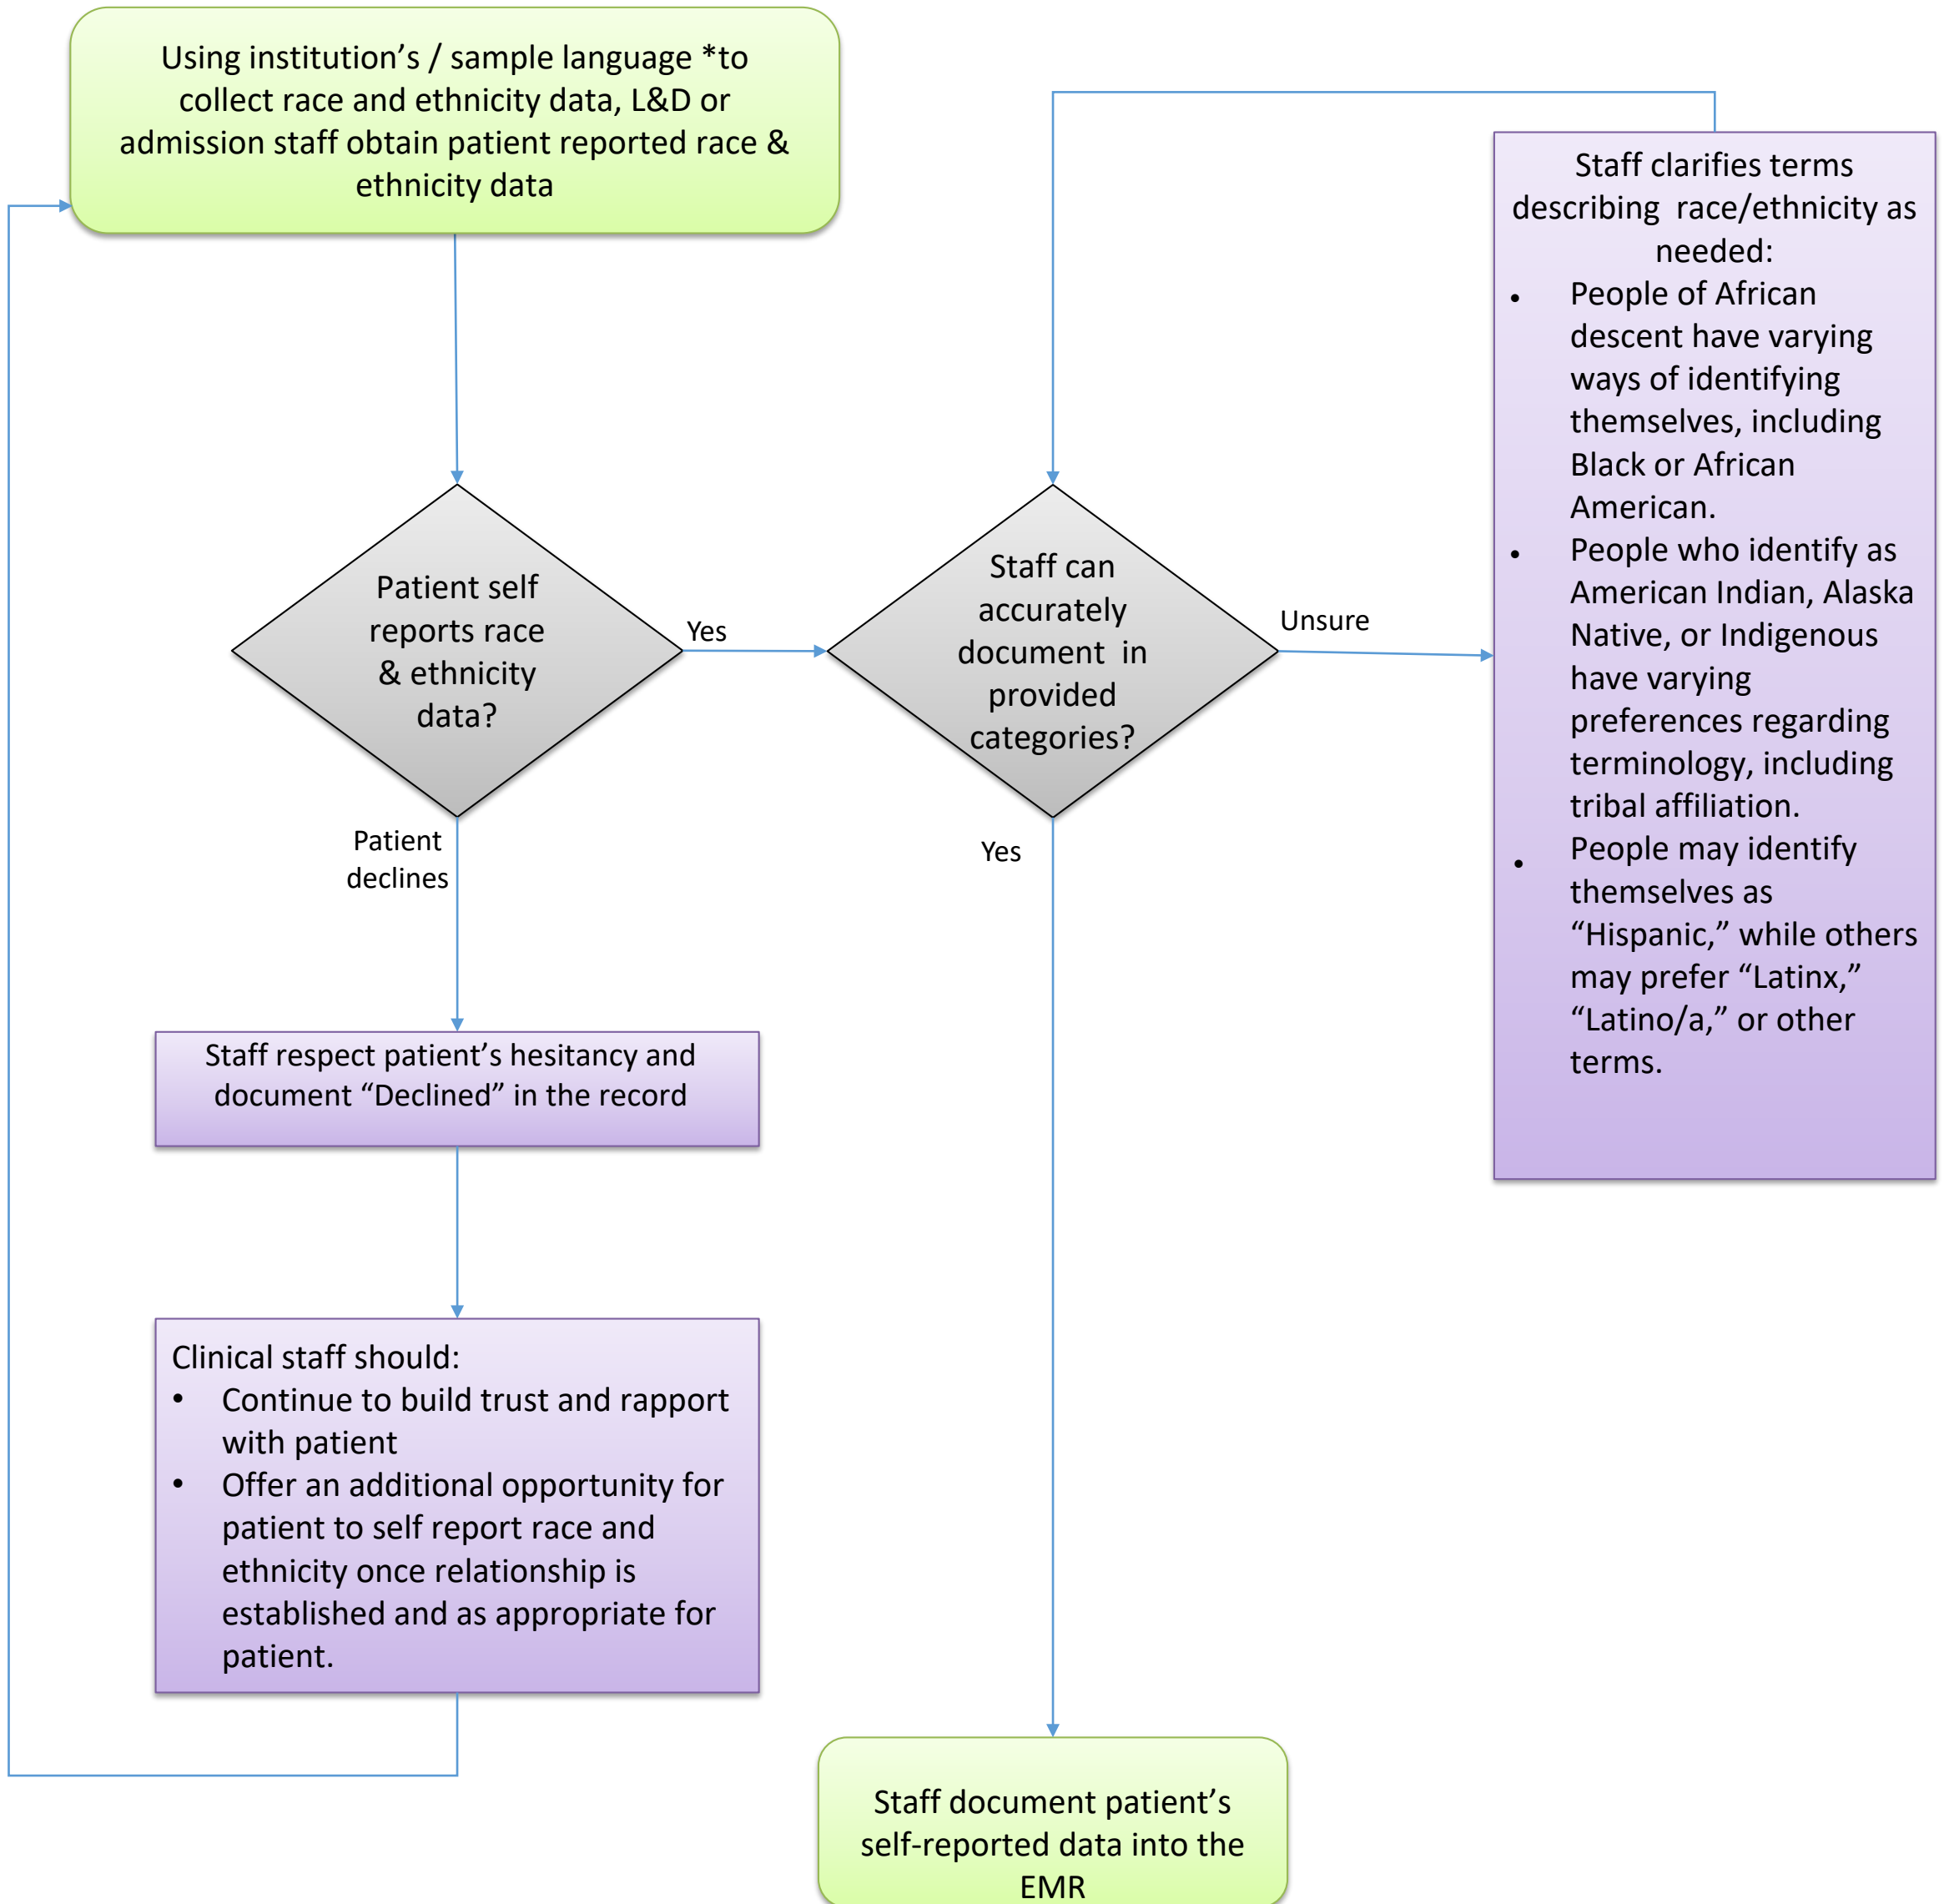 Using institution’s / sample language *to
collect race and ethnicity data, L&D or
admission staff obtain patient reported race &
ethnicity data
Patient self
reports race
& ethnicity
data?
Yes
Staff can
accurately
document in
provided
categories?
Unsure
Staff clarifies terms
describing race/ethnicity as
needed:
• People of African
descent have varying
ways of identifying
themselves, including
Black or African
American.
• People who identify as
American Indian, Alaska
Native, or Indigenous
have varying
preferences regarding
terminology, including
tribal affiliation.
• People may identify
themselves as
“Hispanic,” while others
may prefer “Latinx,”
“Latino/a,” or other
terms.
Patient
declines
Yes
Staff respect patient’s hesitancy and
document “Declined” in the record
Clinical staff should:
• Continue to build trust and rapport
with patient
• Offer an additional opportunity for
patient to self report race and
ethnicity once relationship is
established and as appropriate for
patient.
Staff document patient’s
self-reported data into the
EMR